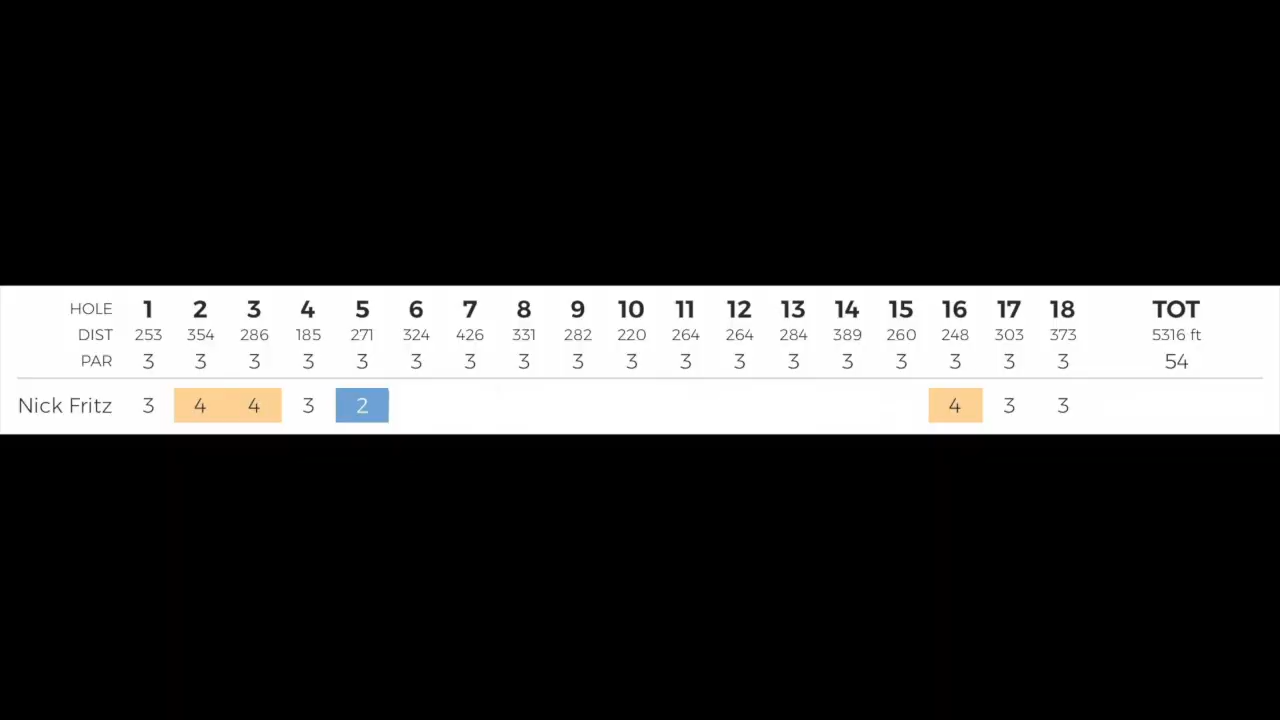 HOLE 1 2 3 4 5 6 7 8 9 10 11 12 13 14 15 16 17 18 TOT
DIST 253 354 286 185 271 324 426 331 282 220 264 264 284 389 260 248 303 373 5316 ft
PAR 3 3 3 3 3 3 3 3 3 3 3 3 3 3 3 3 3 3 54
Nick Fritz 3 4 4 3 2 4 3 3